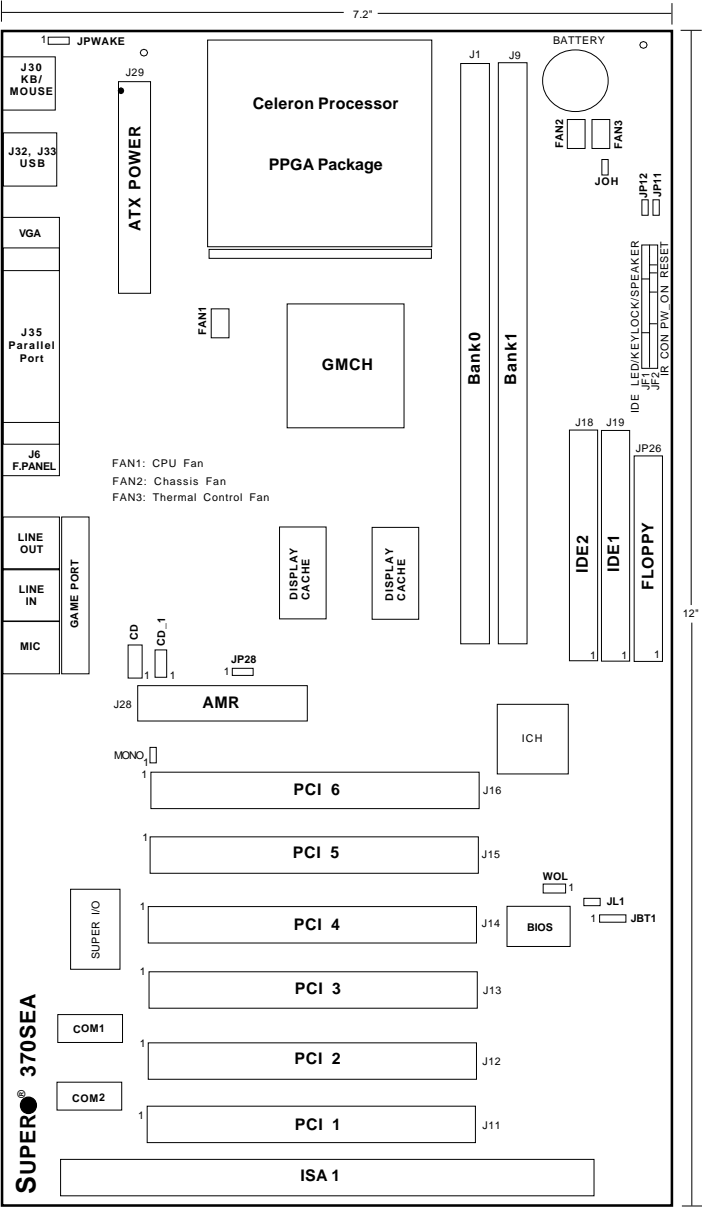 7.2"
1 JPWAKE
BATTERY
J30
KB/
MOUSE
J29
J1
J9
Celeron Processor
PPGA Package
FAN2
FAN3
J32, J33
USB
ATX POWER
JOH
JP12
JP11
VGA
J35
Parallel
Port
FAN1
GMCH
Bank0
Bank1
IDE LED/KEYLOCK/SPEAKER
JF1
JF2
IR CON PW_ON RESET
J18
J19
JP26
J6
F.PANEL
FAN1: CPU Fan
FAN2: Chassis Fan
FAN3: Thermal Control Fan
LINE
OUT
LINE
IN
MIC
GAME PORT
DISPLAY
CACHE
DISPLAY
CACHE
IDE2
IDE1
FLOPPY
1
1
1
12"
CD
1
CD_1
1
JP28
1
J28
AMR
ICH
MONO
1
1
PCI 6
J16
1
PCI 5
J15
WOL
1
JL1
1
JBT1
BIOS
SUPER I/O
1
PCI 4
J14
1
PCI 3
J13
COM1
1
PCI 2
J12
COM2
1
PCI 1
J11
ISA 1
SUPER® 370SEA